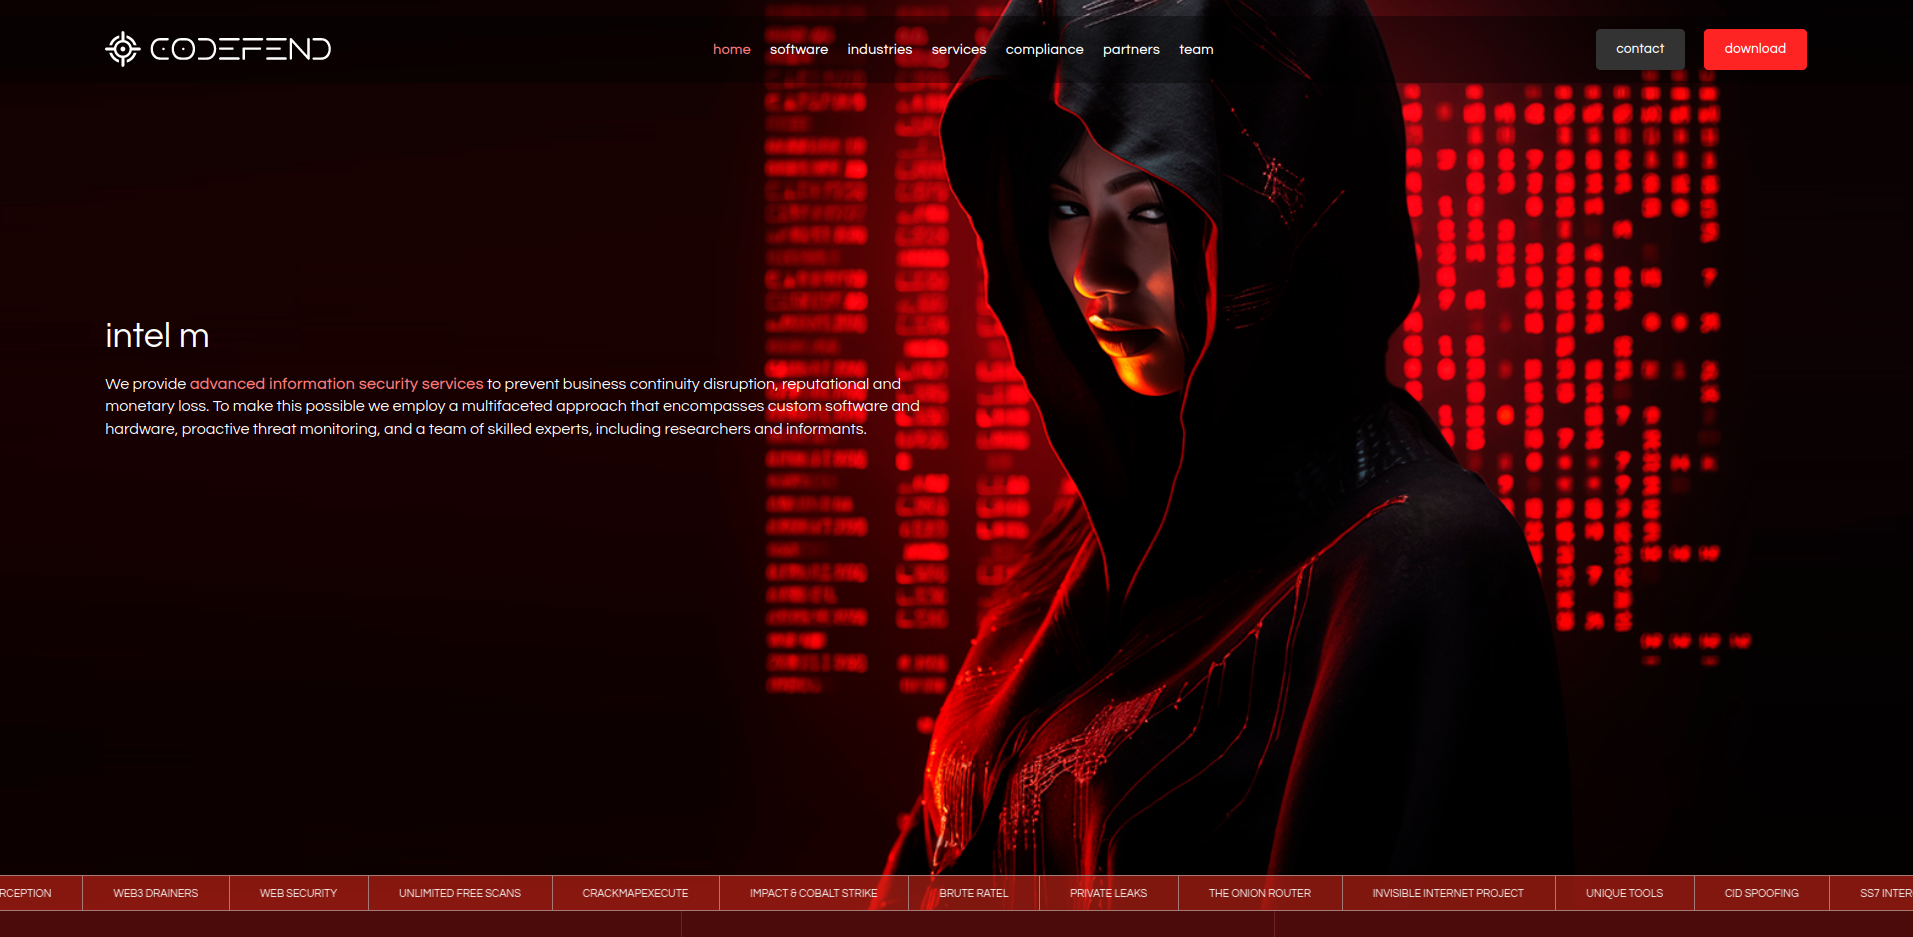 CODEFEND
home software industries services compliance partners team
contact download
intel m
We provide advanced information security services to prevent business continuity disruption, reputational and
monetary loss. To make this possible we employ a multifaceted approach that encompasses custom software and
hardware, proactive threat monitoring, and a team of skilled experts, including researchers and informants.
RCEPTION WEB3 DRAINERS WEB SECURITY UNLIMITED FREE SCANS CRACKMAPEXECUTE IMPACT & COBALT STRIKE BRUTE RATEL PRIVATE LEAKS THE ONION ROUTER INVISIBLE INTERNET PROJECT UNIQUE TOOLS CID SPOOFING SS7 INTER